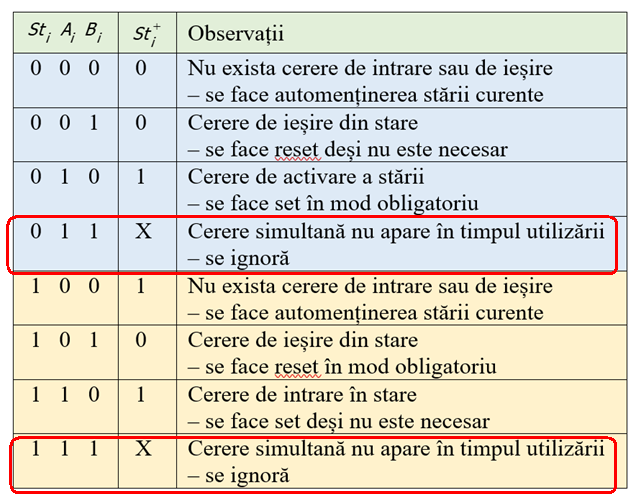 St_i A_i B_i St_i^+ Observații
0 0 0 0 Nu exista cerere de intrare sau de ieșire
– se face automenținerea stării curente
0 0 1 0 Cerere de ieșire din stare
– se face reset deși nu este necesar
0 1 0 1 Cerere de activare a stării
– se face set în mod obligatoriu
0 1 1 X Cerere simultană nu apare în timpul utilizării
– se ignoră
1 0 0 1 Nu exista cerere de intrare sau de ieșire
– se face automenținerea stării curente
1 0 1 0 Cerere de ieșire din stare
– se face reset în mod obligatoriu
1 1 0 1 Cerere de intrare în stare
– se face set deși nu este necesar
1 1 1 X Cerere simultană nu apare în timpul utilizării
– se ignoră